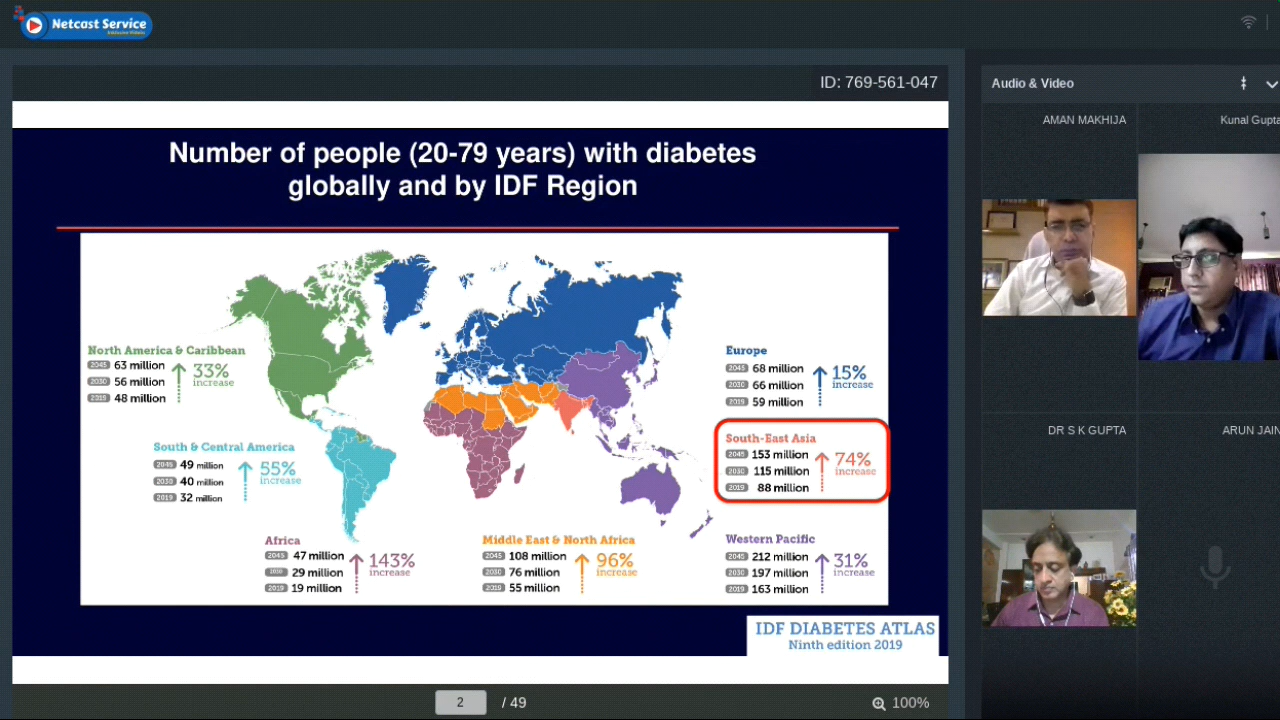 Netcast Service
ID: 769-561-047
Audio & Video
AMAN MAKHIJA
Kunal Gupta
Number of people (20-79 years) with diabetes
globally and by IDF Region
North America & Caribbean
2045 63 million
2030 56 million
2019 48 million
33%
increase
South & Central America
2045 49 million
2030 40 million
2019 32 million
55%
increase
Africa
2045 47 million
2030 29 million
2019 19 million
143%
increase
Middle East & North Africa
2045 108 million
2030 76 million
2019 55 million
96%
increase
Europe
2045 68 million
2030 66 million
2019 59 million
15%
increase
South-East Asia
2045 153 million
2030 115 million
2019 88 million
74%
increase
Western Pacific
2045 212 million
2030 197 million
2019 163 million
31%
increase
IDF DIABETES ATLAS
Ninth edition 2019
DR S K GUPTA
ARUN JAIN
2 / 49
100%